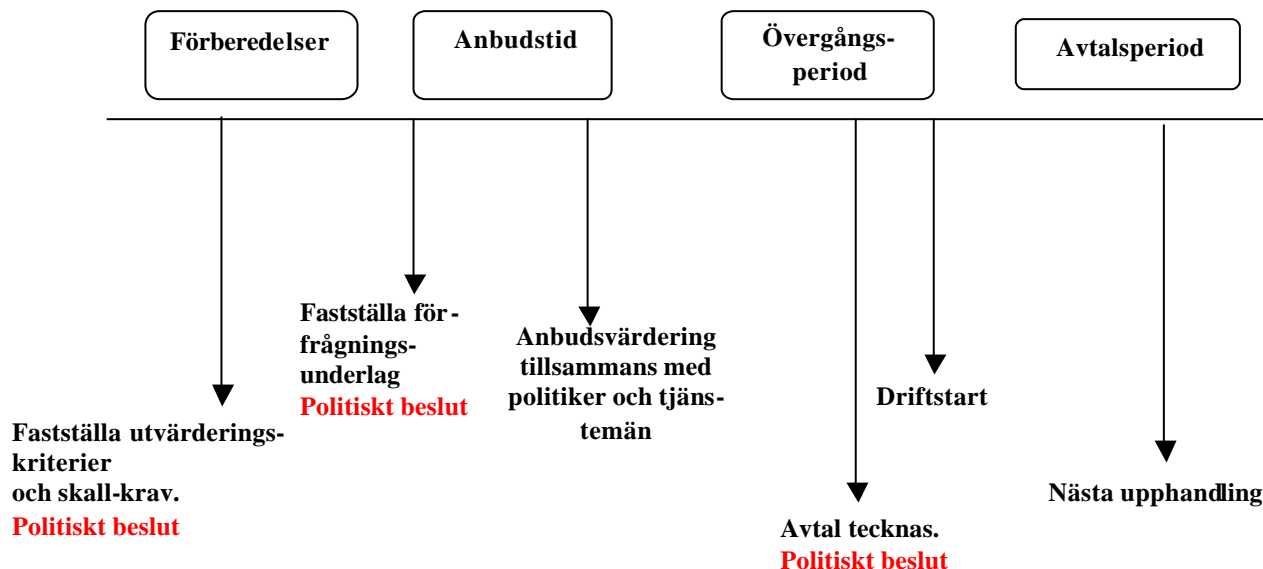 Förberedelser
Anbudstid
Övergångs-
period
Avtalsperiod
Fastställa utvärderings-
kriterier
och skall-krav.
Politiskt beslut
Fastställa för-
frågnings-
underlag
Politiskt beslut
Anbudsvärdering
tillsammans med
politiker och tjäns-
temän
Avtal tecknas.
Politiskt beslut
Driftstart
Nästa upphandling